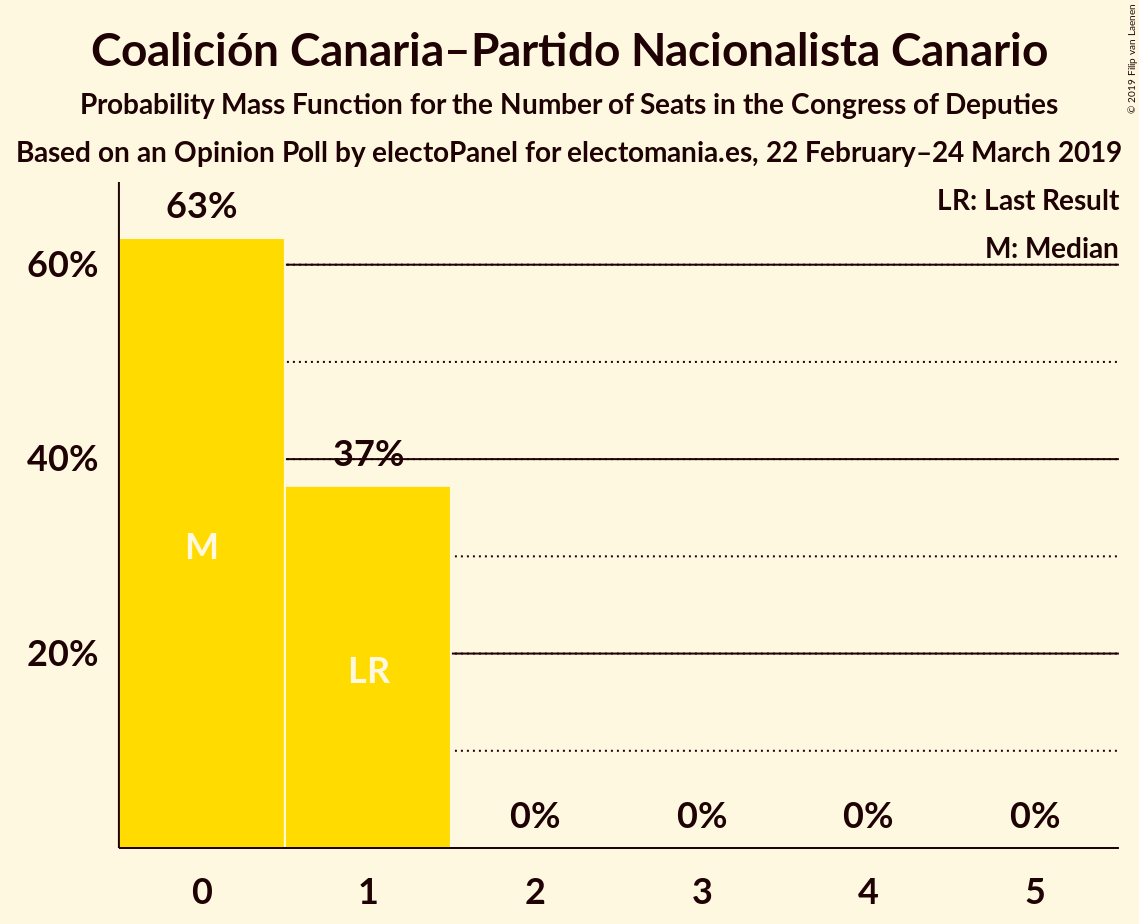 Coalición Canaria–Partido Nacionalista Canario
Probability Mass Function for the Number of Seats in the Congress of Deputies
Based on an Opinion Poll by electoPanel for electomania.es, 22 February–24 March 2019
© 2019 Filip van Laenen
LR: Last Result
M: Median
63%
60%
37%
40%
M
LR
20%
0% 0% 0% 0%
0 1 2 3 4 5